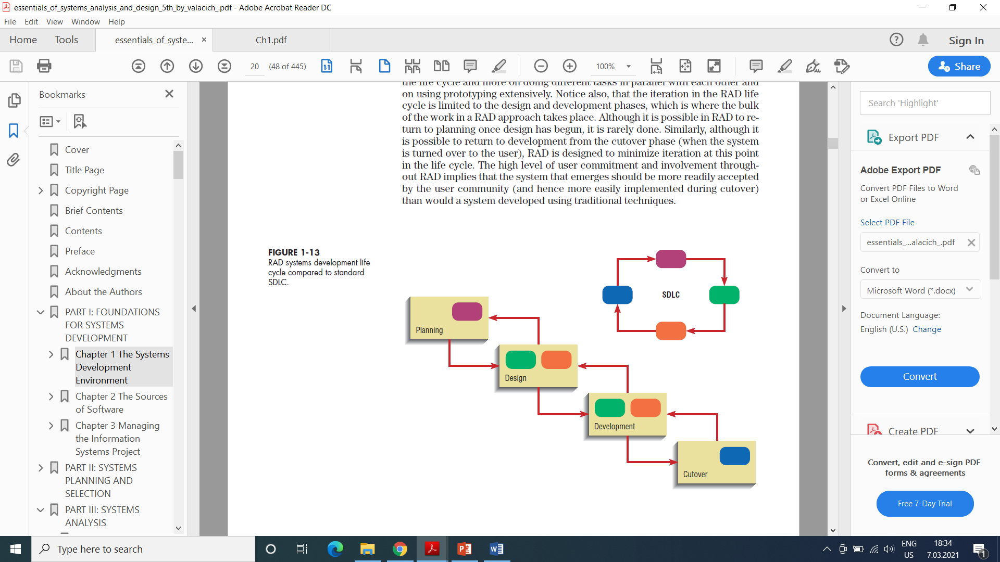 essentials_of_systems_analysis_and_design_5th_by_valacich_.pdf - Adobe Acrobat Reader DC
File Edit View Window Help
Home Tools essentials_of_syste... × Ch1.pdf Sign In
20 (48 of 445) 1:1 100% Share
Bookmarks
Cover
Title Page
Copyright Page
Brief Contents
Contents
Preface
Acknowledgments
About the Authors
PART I: FOUNDATIONS
FOR SYSTEMS
DEVELOPMENT
Chapter 1 The Systems
Development
Environment
Chapter 2 The Sources
of Software
Chapter 3 Managing
the Information
Systems Project
PART II: SYSTEMS
PLANNING AND
SELECTION
PART III: SYSTEMS
ANALYSIS
the life cycle and more on doing different tasks in parallel with each other and
on using prototyping extensively. Notice also, that the iteration in the RAD life
cycle is limited to the design and development phases, which is where the bulk
of the work in a RAD approach takes place. Although it is possible in RAD to re-
turn to planning once design has begun, it is rarely done. Similarly, although it
is possible to return to development from the cutover phase (when the system
is turned over to the user), RAD is designed to minimize iteration at this point
in the life cycle. The high level of user commitment and involvement through-
out RAD implies that the system that emerges should be more readily accepted
by the user community (and hence more easily implemented during cutover)
than would a system developed using traditional techniques.
FIGURE 1-13
RAD systems development life
cycle compared to standard
SDLC.
SDLC
Planning
Design
Development
Cutover
Search 'Highlight'
Export PDF
Adobe Export PDF
Convert PDF Files to Word
or Excel Online
Select PDF File
essentials_...alacich_.pdf
Convert to
Microsoft Word (*.docx)
Document Language:
English (U.S.) Change
Convert
Create PDF
Convert, edit and e-sign PDF
forms & agreements
Free 7-Day Trial
Type here to search
ENG
US
18:34
7.03.2021
1